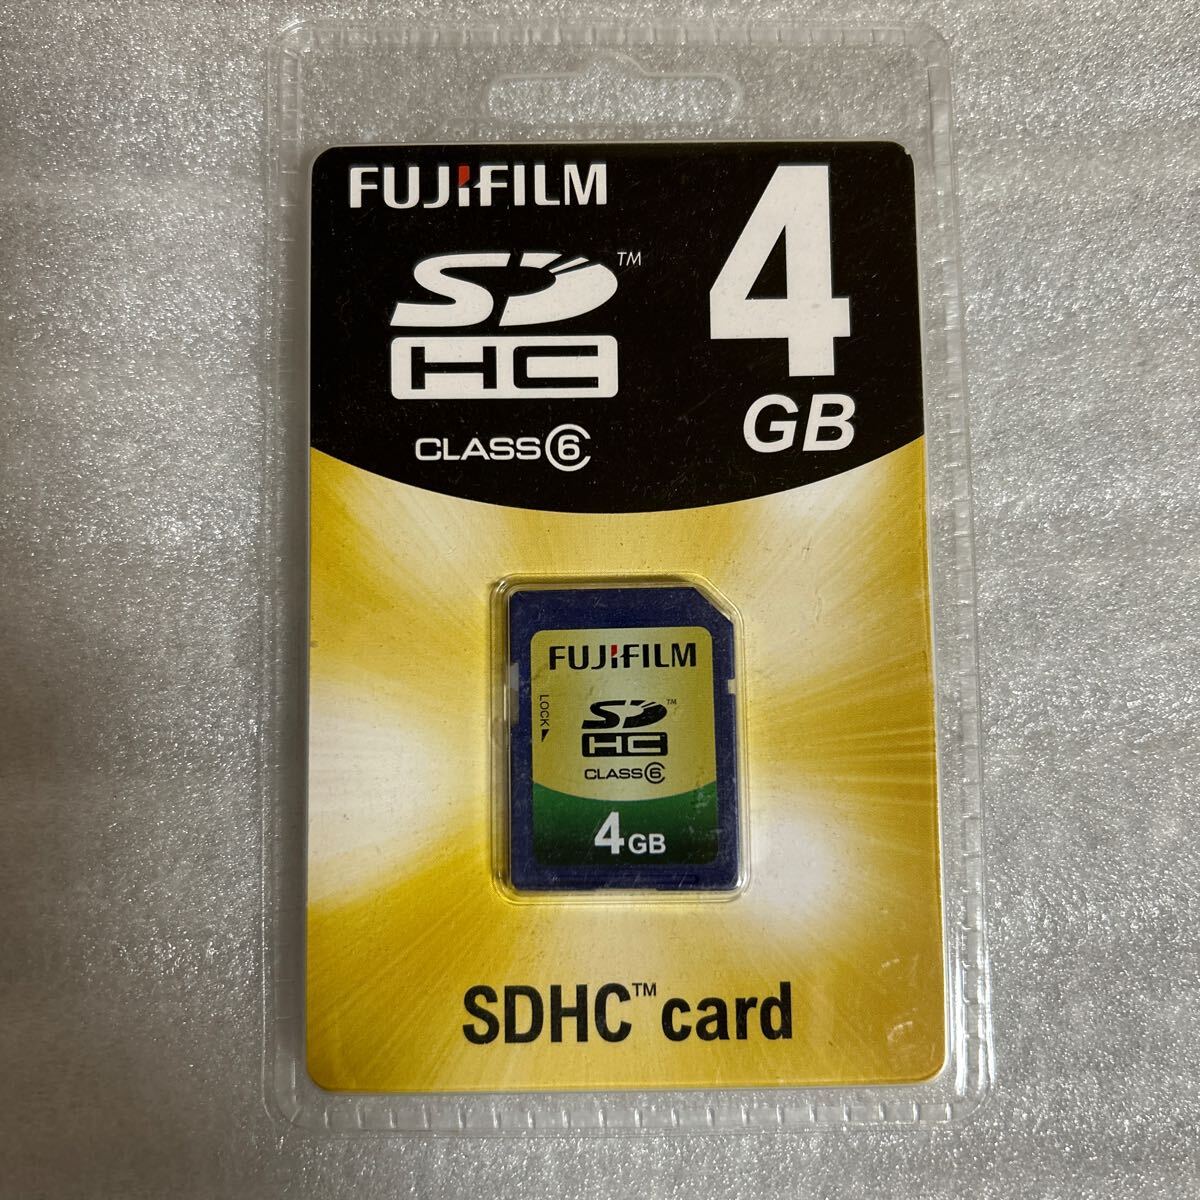 FUJIFILM
4
GB
SD™
HC
CLASS 6
FUJIFILM
LOCK
SD™
HC
CLASS 6
4GB
SDHC™ card